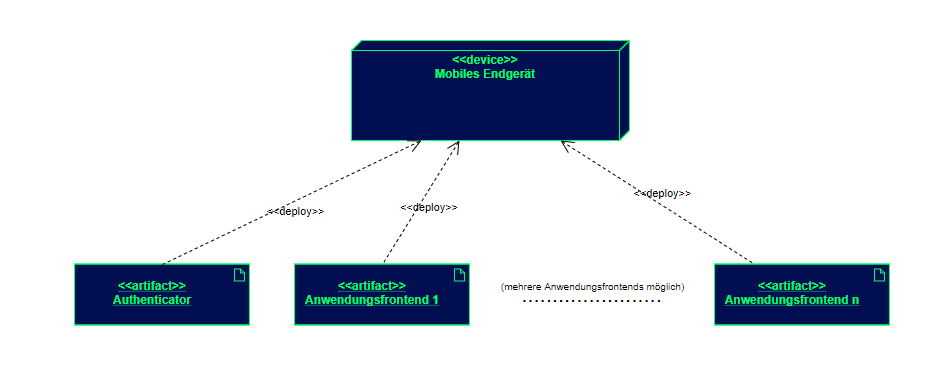 <<device>>
Mobiles Endgerät
<<deploy>>
<<deploy>>
<<deploy>>
<<artifact>>
Authenticator
<<artifact>>
Anwendungsfrontend 1
(mehrere Anwendungsfrontends möglich)
<<artifact>>
Anwendungsfrontend n